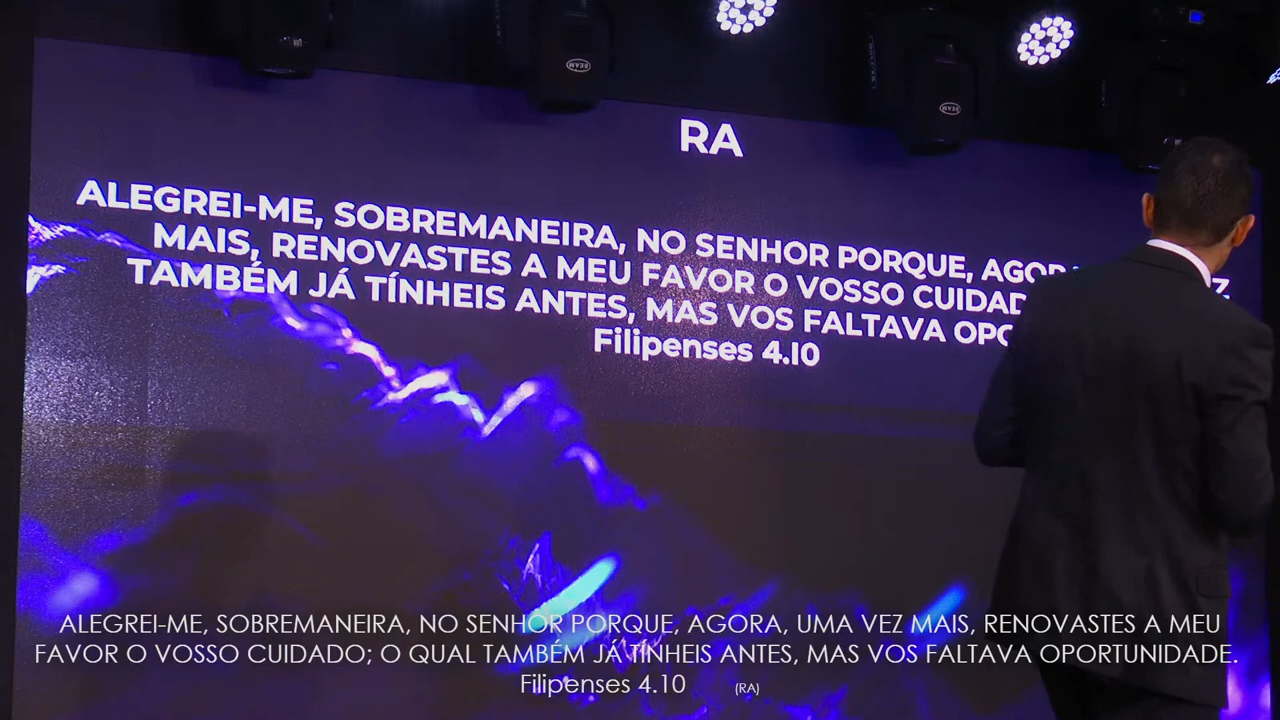 RA
ALEGREI-ME, SOBREMANEIRA, NO SENHOR PORQUE,
MAIS, RENOVASTES A MEU FAVOR O VOSSO
TAMBÉM JÁ TÍNHEIS ANTES, MAS VOS FALTAVA
Filipenses 4.10
BEAM
BEAM
ALEGREI-ME, SOBREMANEIRA, NO SENHOR PORQUE, AGORA, UMA VEZ MAIS, RENOVASTES A MEU
FAVOR O VOSSO CUIDADO; O QUAL TAMBÉM JÁ TÍNHEIS ANTES, MAS VOS FALTAVA OPORTUNIDADE.
Filipenses 4.10 (RA)